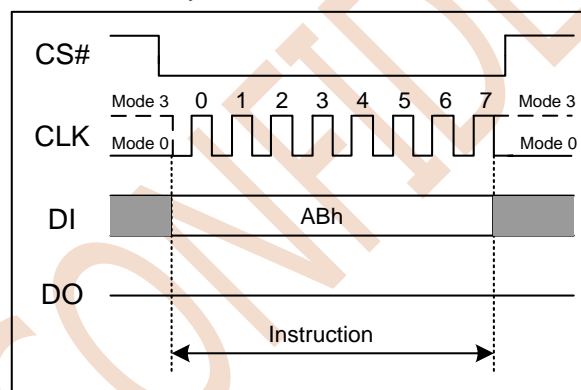 CS#
Mode 3 0 1 2 3 4 5 6 7 Mode 3
CLK
Mode 0 Mode 0
DI ABh
DO
Instruction